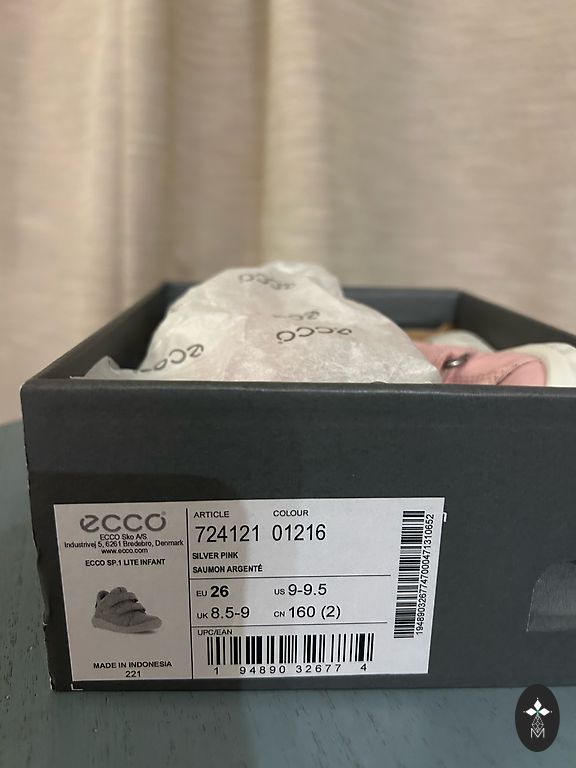 ecco
ecco
ecco
ecco
ECCO Sko A/S
Industrivej 5, 6261 Bredebro, Denmark
www.ecco.com
ECCO SP.1 LITE INFANT
MADE IN INDONESIA
221
ARTICLE COLOUR
724121 01216
SILVER PINK
SAUMON ARGENTÉ
EU 26 US 9-9.5
UK 8.5-9 CN 160 (2)
UPC/EAN
1 94890 32677 4
1948903267747000471310652
M